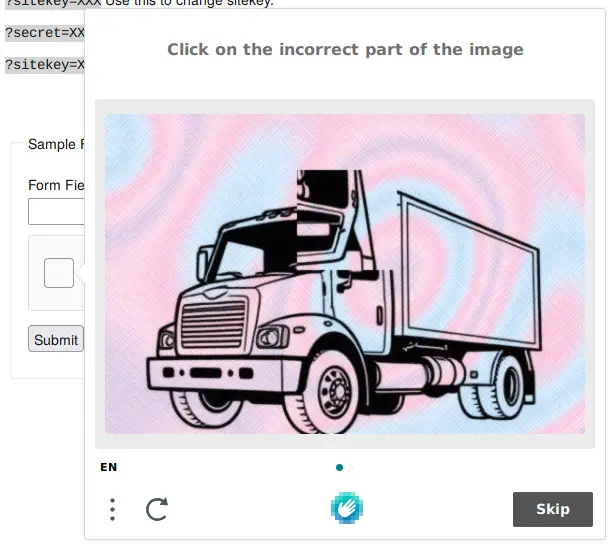 ?sitekey=XXX Use this to change sitekey.
?secret=XX
?sitekey=X
Click on the incorrect part of the image
Sample F
Form Fie
Submit
EN
Skip